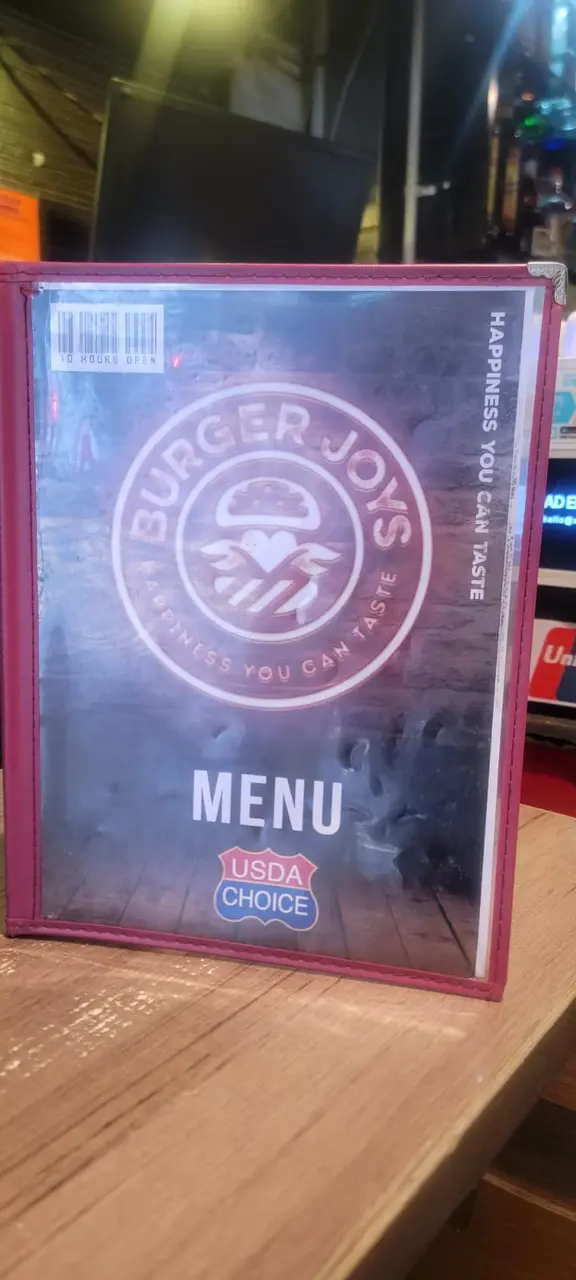 10 HOURS OPEN
HAPPINESS YOU CAN TASTE
BURGER JOYS
HAPPINESS YOU CAN TASTE
MENU
USDA
CHOICE